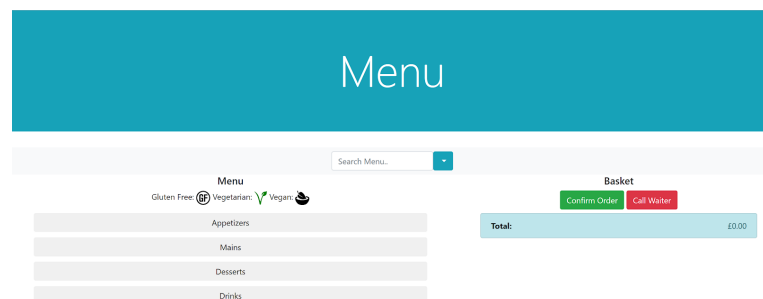 Menu
Search Menu..
Menu
Gluten Free: GF Vegetarian: Vegan:
Appetizers
Mains
Desserts
Drinks
Basket
Confirm Order Call Waiter
Total: £0.00